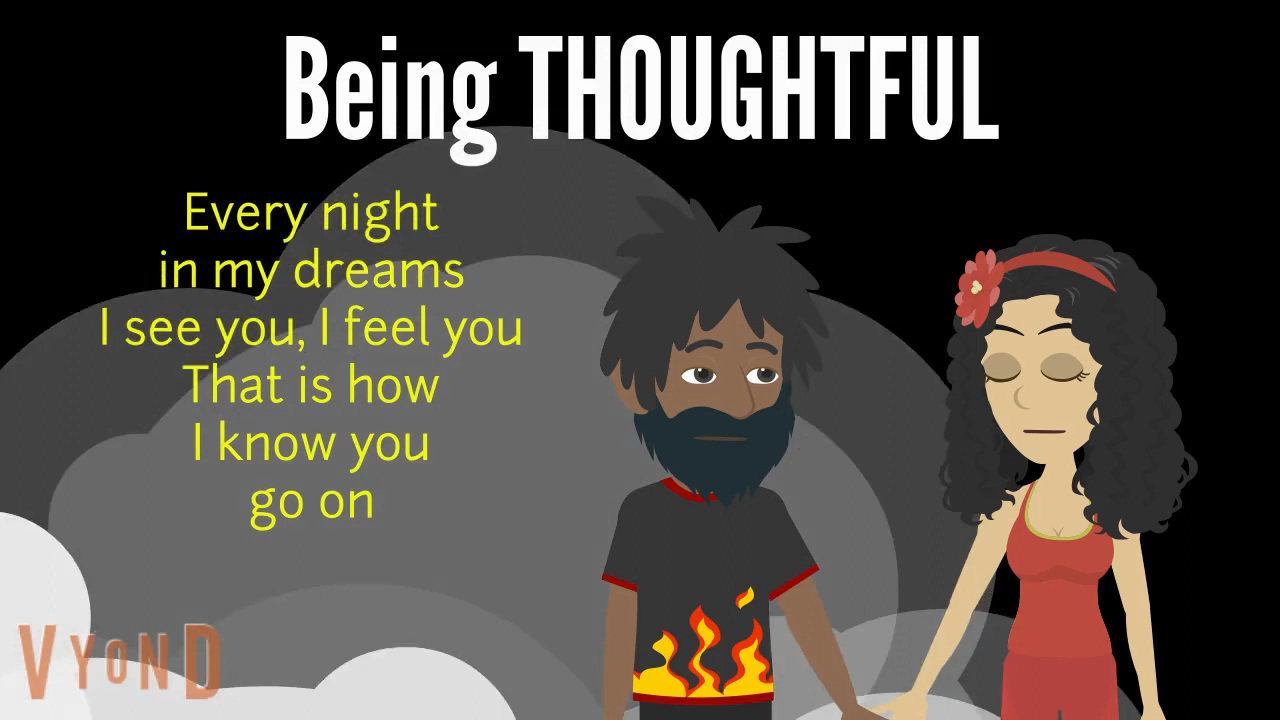 Being THOUGHTFUL
Every night
in my dreams
I see you, I feel you
That is how
I know you
go on
VYOND